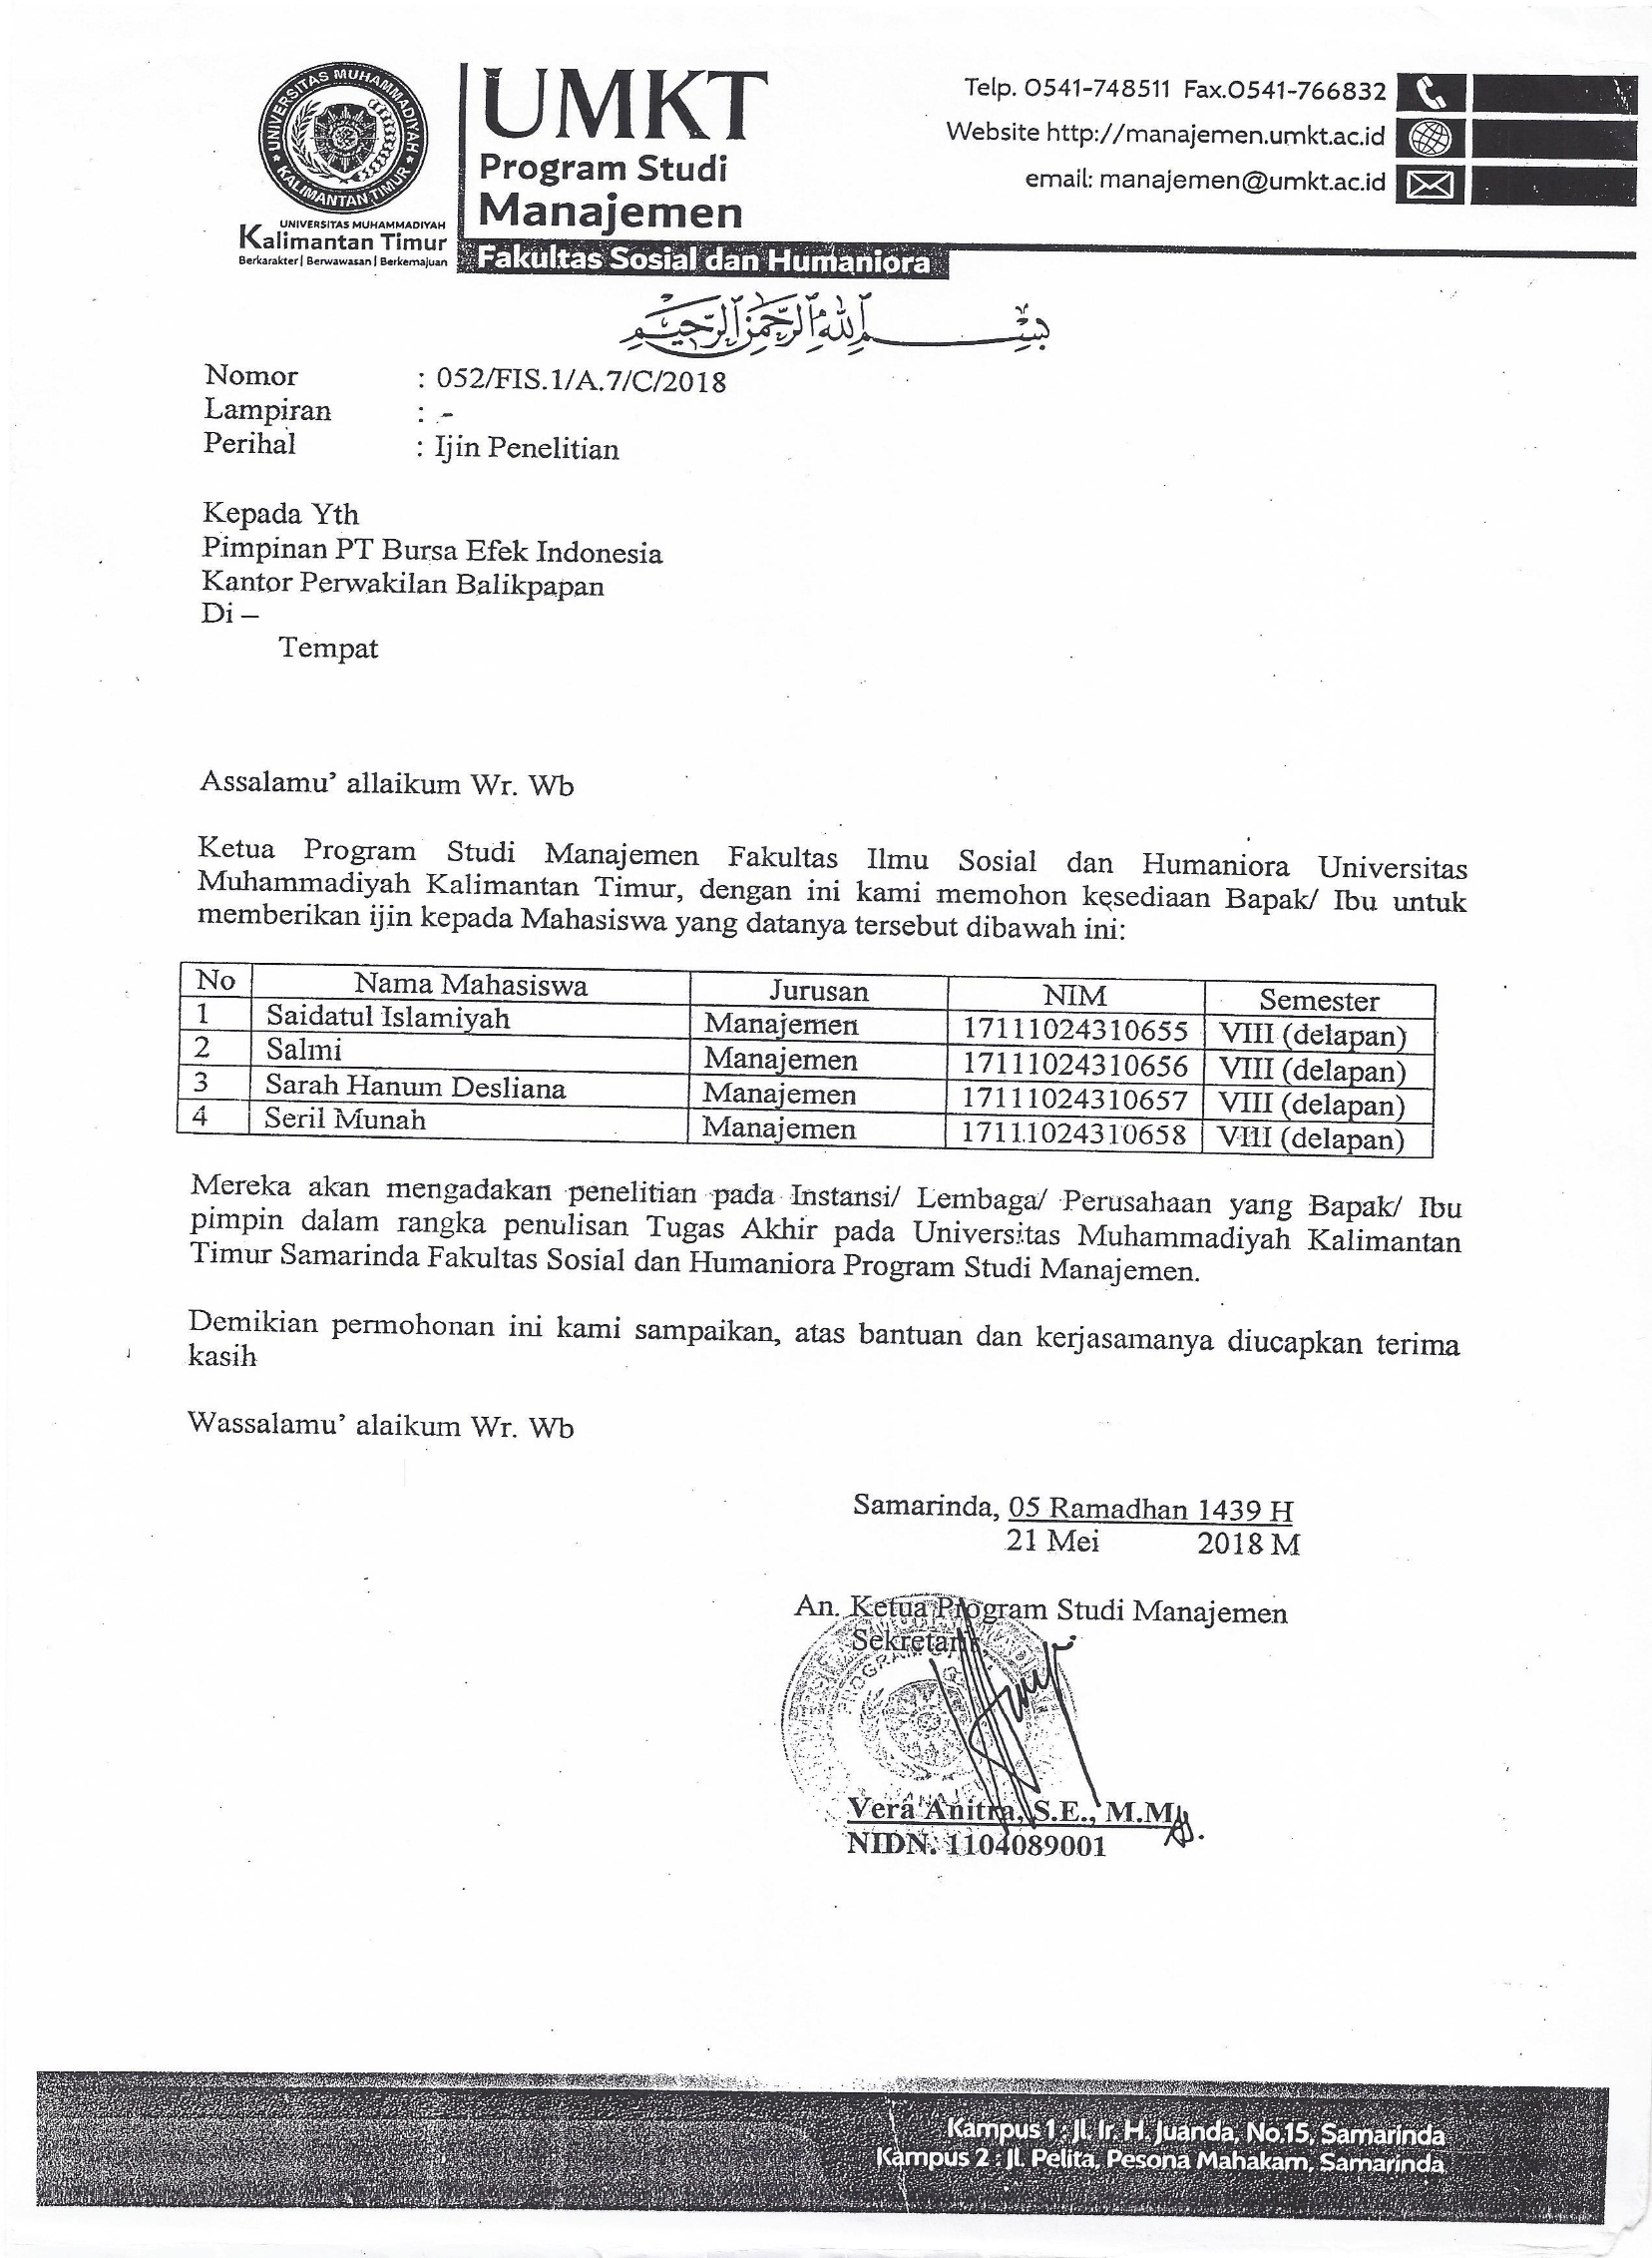 UNIVERSITAS MUHAMMADIYAH
KALIMANTAN TIMUR
UNIVERSITAS MUHAMMADIYAH
Kalimantan Timur
Berkarakter| Berwawasan | Berkemajuan
UMKT
Program Studi
Manajemen
Fakultas Sosial dan Humaniora
Telp. 0541-748511 Fax.0541-766832
Website http://manajemen.umkt.ac.id
email: manajemen@umkt.ac.id
بسم الله الرحمن الرحيم
Nomor : 052/FIS.1/A.7/C/2018
Lampiran : -
Perihal : Ijin Penelitian
Kepada Yth
Pimpinan PT Bursa Efek Indonesia
Kantor Perwakilan Balikpapan
Di –
Tempat
Assalamu’ allaikum Wr. Wb
Ketua Program Studi Manajemen Fakultas Ilmu Sosial dan Humaniora Universitas
Muhammadiyah Kalimantan Timur, dengan ini kami memohon kesediaan Bapak/ Ibu untuk
memberikan ijin kepada Mahasiswa yang datanya tersebut dibawah ini:
No Nama Mahasiswa Jurusan NIM Semester
1 Saidatul Islamiyah Manajemen 17111024310655 VIII (delapan)
2 Salmi Manajemen 17111024310656 VIII (delapan)
3 Sarah Hanum Desliana Manajemen 17111024310657 VIII (delapan)
4 Seril Munah Manajemen 17111024310658 VIII (delapan)
Mereka akan mengadakan penelitian pada Instansi/ Lembaga/ Perusahaan yang Bapak/ Ibu
pimpin dalam rangka penulisan Tugas Akhir pada Universitas Muhammadiyah Kalimantan
Timur Samarinda Fakultas Sosial dan Humaniora Program Studi Manajemen.
Demikian permohonan ini kami sampaikan, atas bantuan dan kerjasamanya diucapkan terima
kasih
Wassalamu’ alaikum Wr. Wb
Samarinda, 05 Ramadhan 1439 H
21 Mei 2018 M
An. Ketua Program Studi Manajemen
Sekretaris,
Vera Anitra, S.E., M.M
NIDN. 1104089001
Kampus 1 : Jl. Ir. H. Juanda, No.15, Samarinda
Kampus 2 : Jl. Pelita, Pesona Mahakam, Samarinda